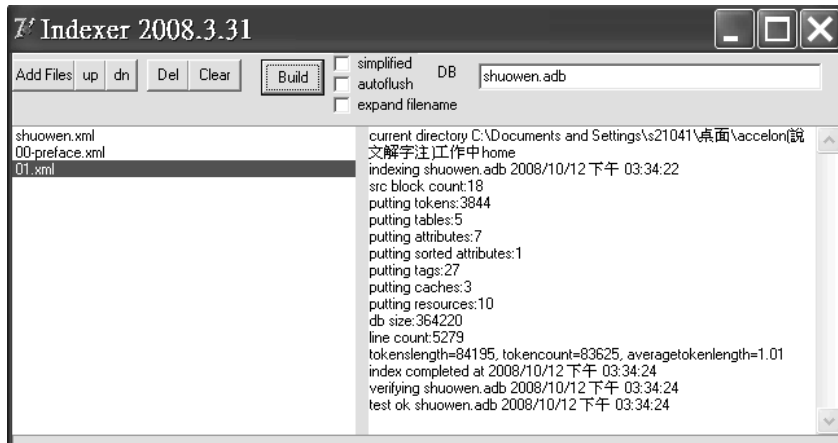 Indexer 2008.3.31
Add Files up dn Del Clear Build
simplified
autoflush
expand filename
DB shuowen.adb
shuowen.xml
00-preface.xml
01.xml
current directory C:\Documents and Settings\s21041\桌面\accelon(說
文解字注)工作中home
indexing shuowen.adb 2008/10/12 下午 03:34:22
src block count:18
putting tokens:3844
putting tables:5
putting attributes:7
putting sorted attributes:1
putting tags:27
putting caches:3
putting resources:10
db size:364220
line count:5279
tokenslength=84195, tokencount=83625, averagetokenlength=1.01
index completed at 2008/10/12 下午 03:34:24
verifying shuowen.adb 2008/10/12 下午 03:34:24
test ok shuowen.adb 2008/10/12 下午 03:34:24